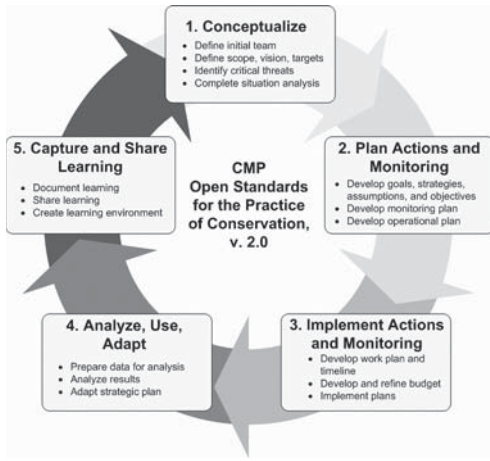 1. Conceptualize
• Define initial team
• Define scope, vision, targets
• Identify critical threats
• Complete situation analysis
2. Plan Actions and
Monitoring
• Develop goals, strategies,
assumptions, and objectives
• Develop monitoring plan
• Develop operational plan
3. Implement Actions
and Monitoring
• Develop work plan and
timeline
• Develop and refine budget
• Implement plans
4. Analyze, Use,
Adapt
• Prepare data for analysis
• Analyze results
• Adapt strategic plan
5. Capture and Share
Learning
• Document learning
• Share learning
• Create learning environment
CMP
Open Standards
for the Practice
of Conservation,
v. 2.0